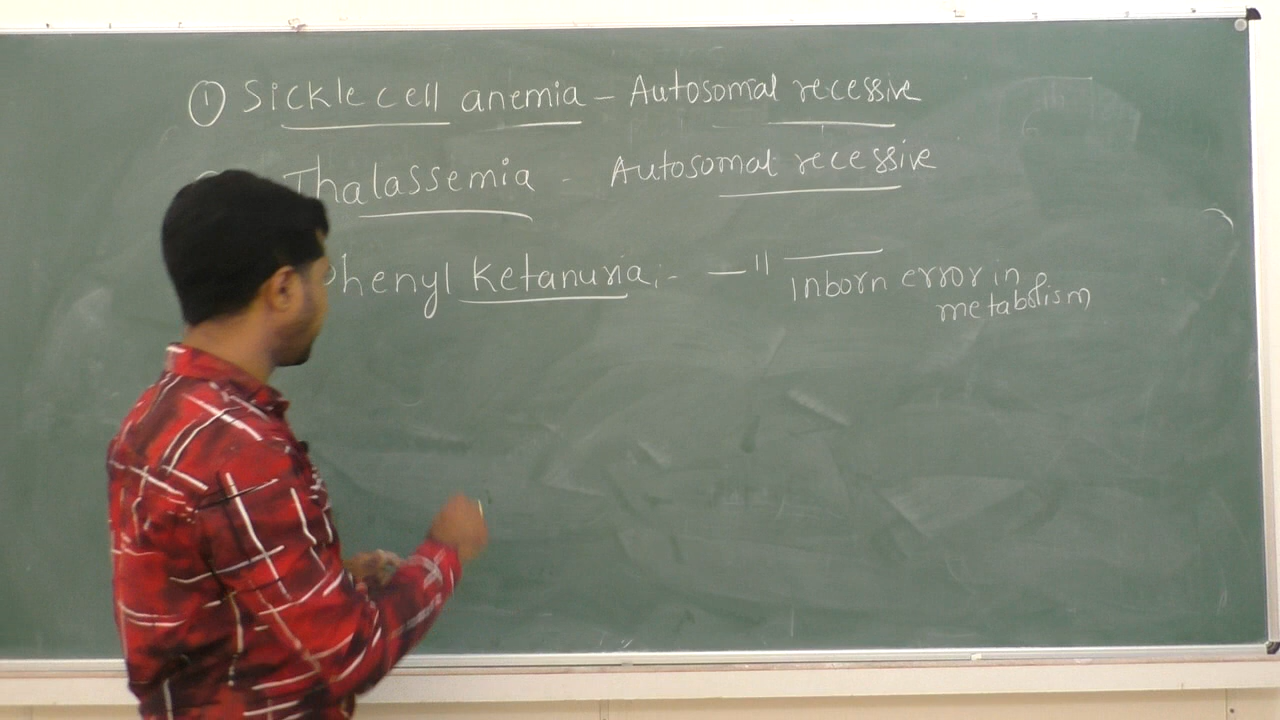 ① Sickle cell anemia - Autosomal recessive
Thalassemia - Autosomal recessive
Phenyl Ketanuria :- —"— Inborn error in
metabolism